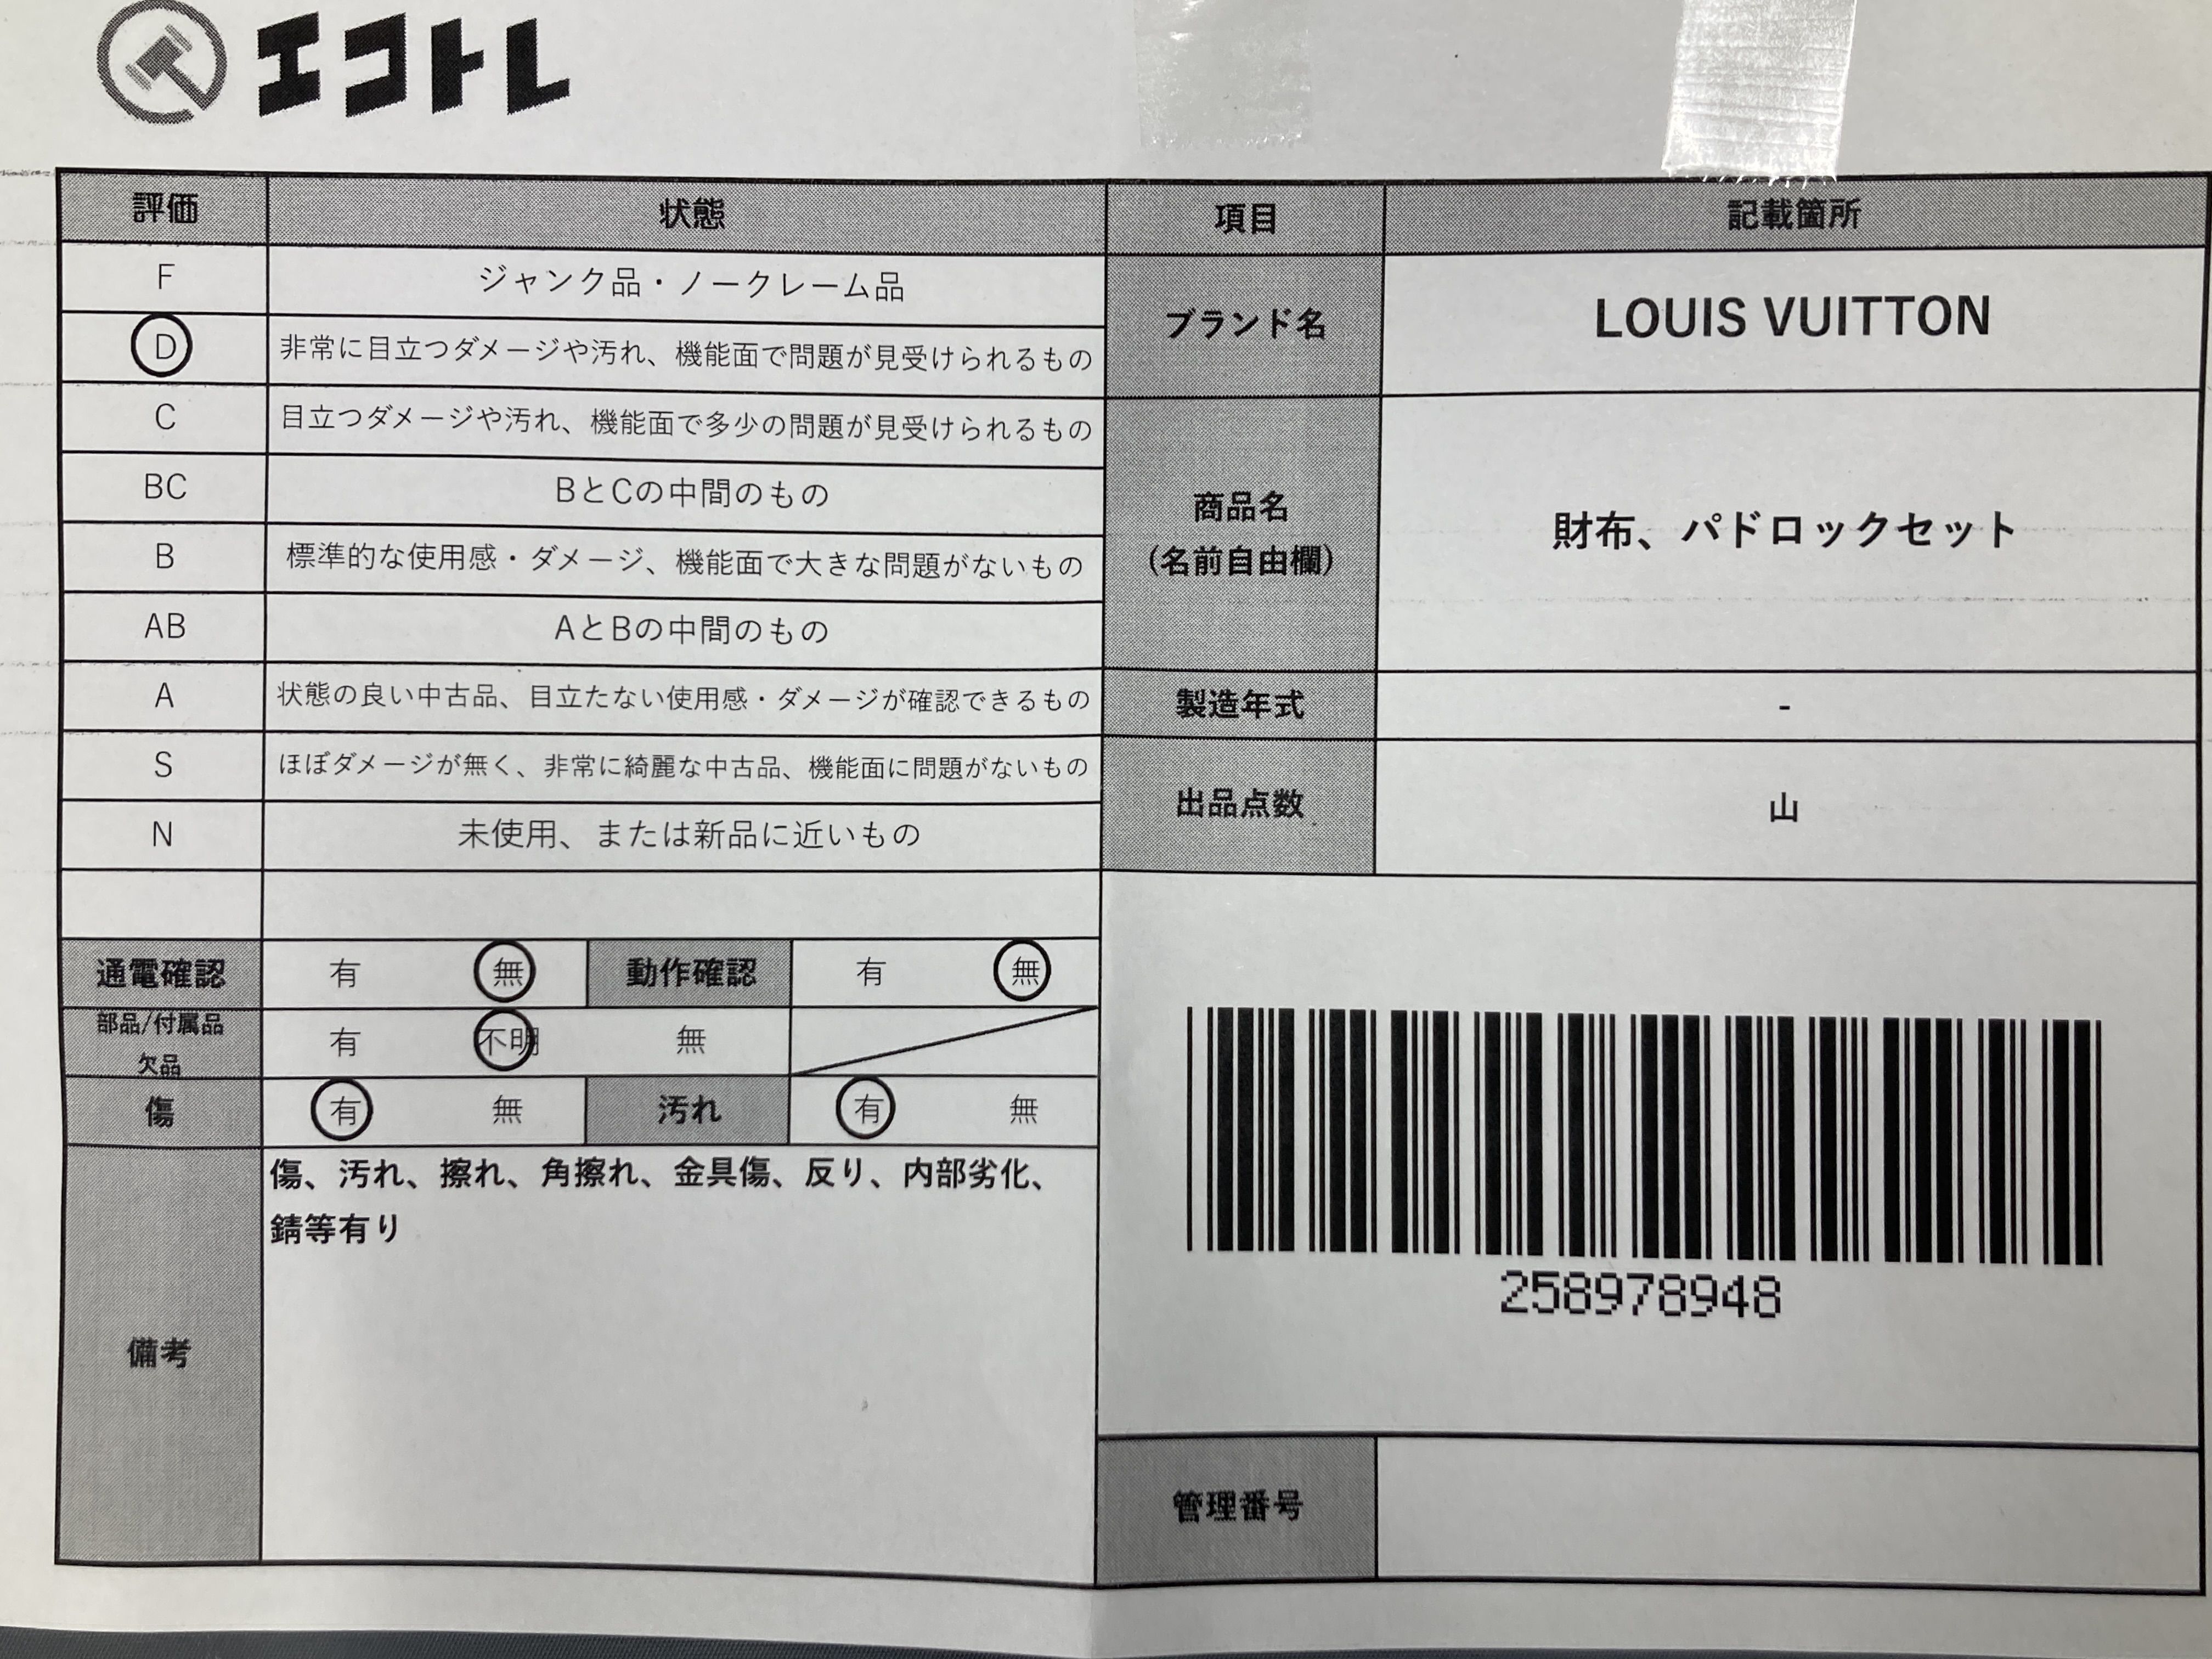 エコトレ
評価 状態 項目 記載箇所
F ジャンク品・ノークレーム品
D 非常に目立つダメージや汚れ、機能面で問題が見受けられるもの
C 目立つダメージや汚れ、機能面で多少の問題が見受けられるもの
BC BとCの中間のもの
B 標準的な使用感・ダメージ、機能面で大きな問題がないもの
AB AとBの中間のもの
A 状態の良い中古品、目立たない使用感・ダメージが確認できるもの
S ほぼダメージが無く、非常に綺麗な中古品、機能面に問題がないもの
N 未使用、または新品に近いもの
ブランド名 LOUIS VUITTON
商品名
(名前自由欄)
財布、パドロックセット
製造年式 -
出品点数 山
通電確認 有 無 動作確認 有 無
部品/付属品
欠品
有 不明 無
傷 有 無 汚れ 有 無
備考
傷、汚れ、擦れ、角擦れ、金具傷、反り、内部劣化、
錆等有り
258978948
管理番号